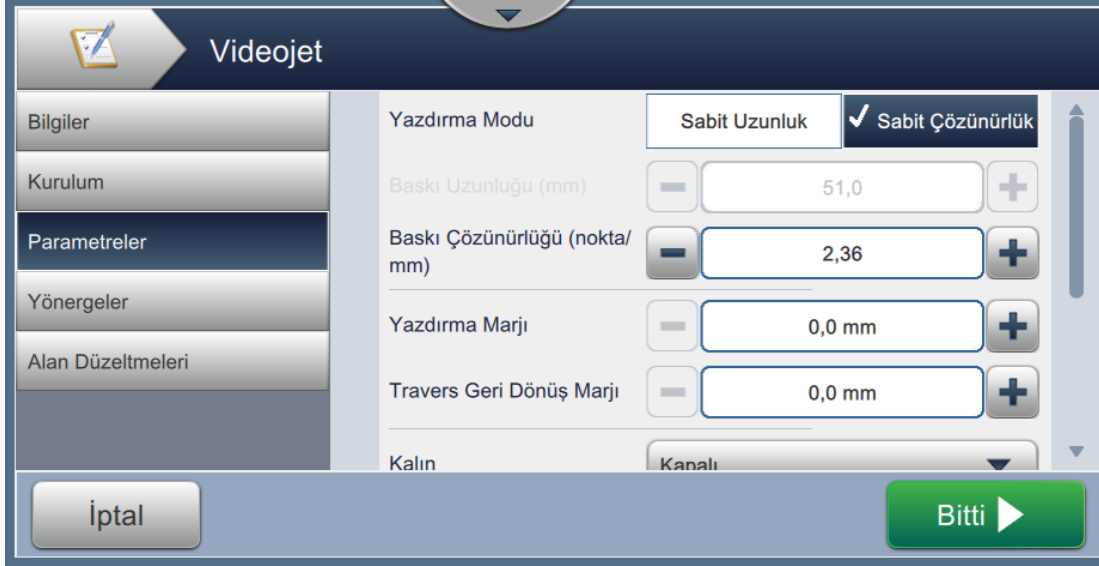 Videojet
Bilgiler
Kurulum
Parametreler
Yönergeler
Alan Düzeltmeleri
Yazdırma Modu
Sabit Uzunluk
Sabit Çözünürlük
Baskı Uzunluğu (mm)
51,0
Baskı Çözünürlüğü (nokta/
mm)
2,36
Yazdırma Marjı
0,0 mm
Travers Geri Dönüş Marjı
0,0 mm
Kalın
Kapalı
İptal
Bitti